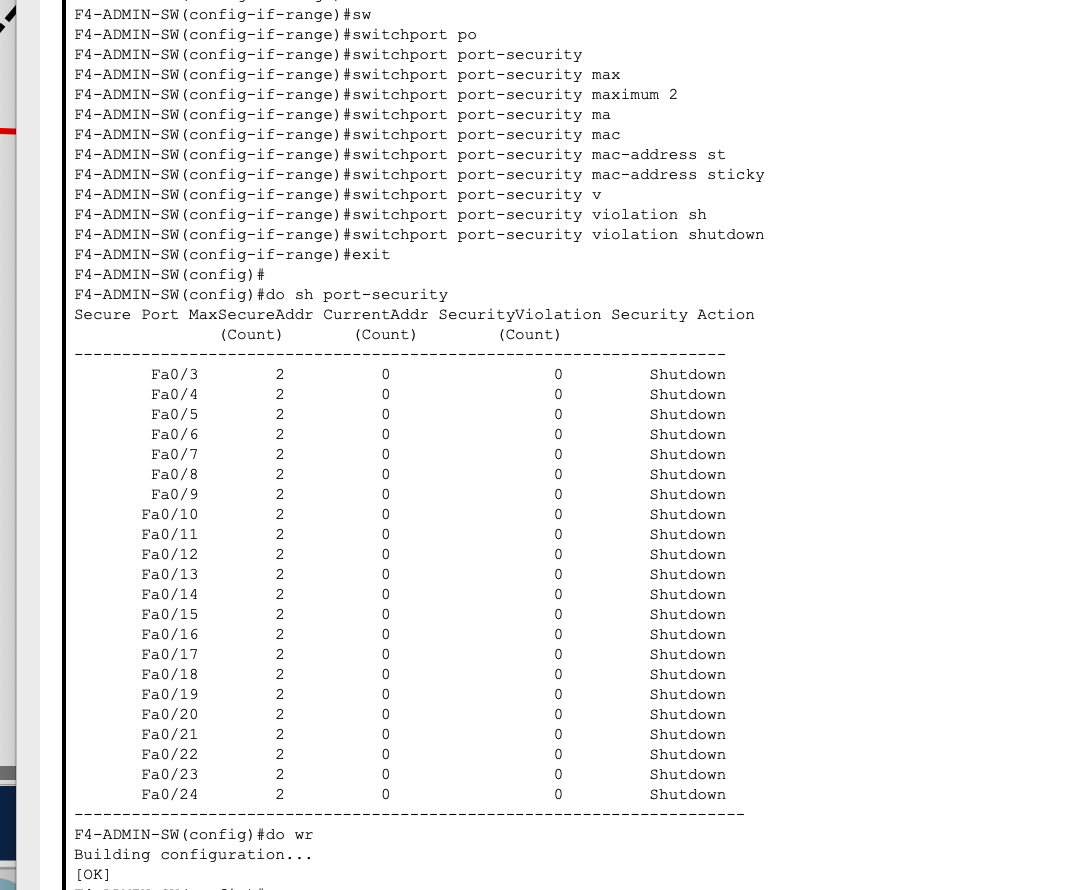 F4-ADMIN-SW(config-if-range)#sw
F4-ADMIN-SW(config-if-range)#switchport po
F4-ADMIN-SW(config-if-range)#switchport port-security
F4-ADMIN-SW(config-if-range)#switchport port-security max
F4-ADMIN-SW(config-if-range)#switchport port-security maximum 2
F4-ADMIN-SW(config-if-range)#switchport port-security ma
F4-ADMIN-SW(config-if-range)#switchport port-security mac
F4-ADMIN-SW(config-if-range)#switchport port-security mac-address st
F4-ADMIN-SW(config-if-range)#switchport port-security mac-address sticky
F4-ADMIN-SW(config-if-range)#switchport port-security v
F4-ADMIN-SW(config-if-range)#switchport port-security violation sh
F4-ADMIN-SW(config-if-range)#switchport port-security violation shutdown
F4-ADMIN-SW(config-if-range)#exit
F4-ADMIN-SW(config)#
F4-ADMIN-SW(config)#do sh port-security
Secure Port MaxSecureAddr CurrentAddr SecurityViolation Security Action
(Count) (Count) (Count)
--------------------------------------------------------------------
Fa0/3 2 0 0 Shutdown
Fa0/4 2 0 0 Shutdown
Fa0/5 2 0 0 Shutdown
Fa0/6 2 0 0 Shutdown
Fa0/7 2 0 0 Shutdown
Fa0/8 2 0 0 Shutdown
Fa0/9 2 0 0 Shutdown
Fa0/10 2 0 0 Shutdown
Fa0/11 2 0 0 Shutdown
Fa0/12 2 0 0 Shutdown
Fa0/13 2 0 0 Shutdown
Fa0/14 2 0 0 Shutdown
Fa0/15 2 0 0 Shutdown
Fa0/16 2 0 0 Shutdown
Fa0/17 2 0 0 Shutdown
Fa0/18 2 0 0 Shutdown
Fa0/19 2 0 0 Shutdown
Fa0/20 2 0 0 Shutdown
Fa0/21 2 0 0 Shutdown
Fa0/22 2 0 0 Shutdown
Fa0/23 2 0 0 Shutdown
Fa0/24 2 0 0 Shutdown
----------------------------------------------------------------------
F4-ADMIN-SW(config)#do wr
Building configuration...
[OK]